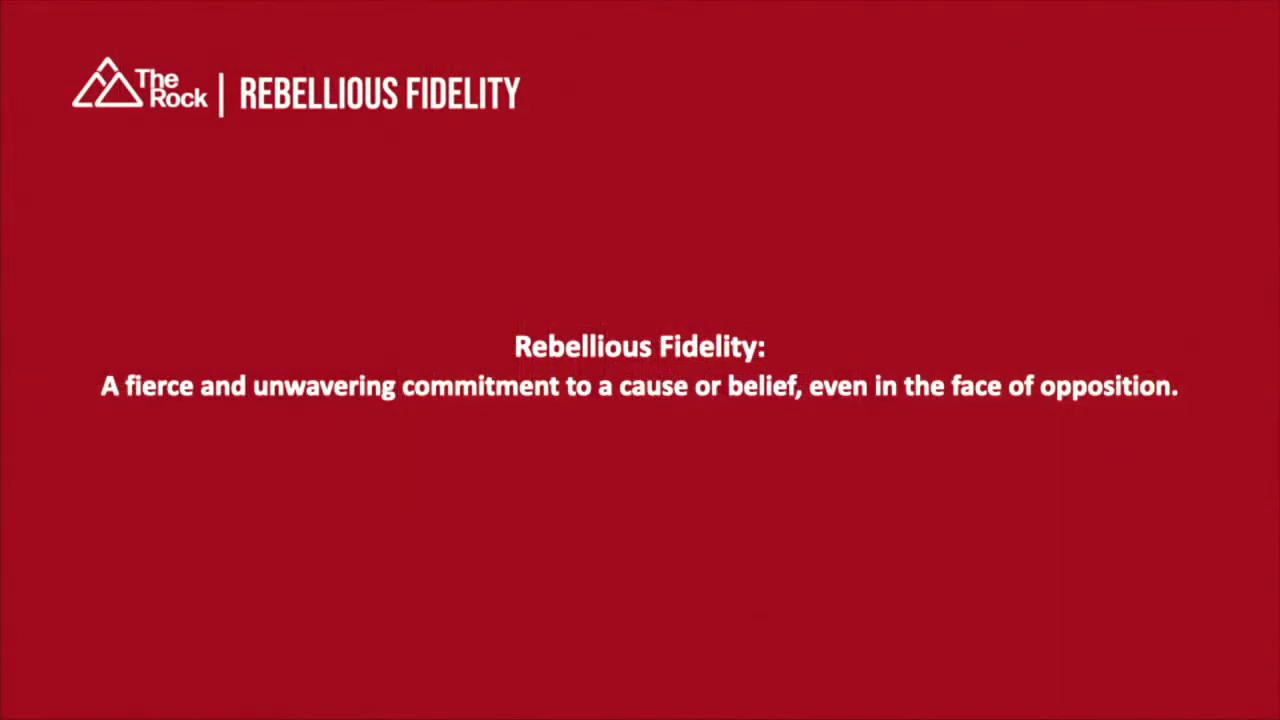 The
Rock | REBELLIOUS FIDELITY
Rebellious Fidelity:
A fierce and unwavering commitment to a cause or belief, even in the face of opposition.